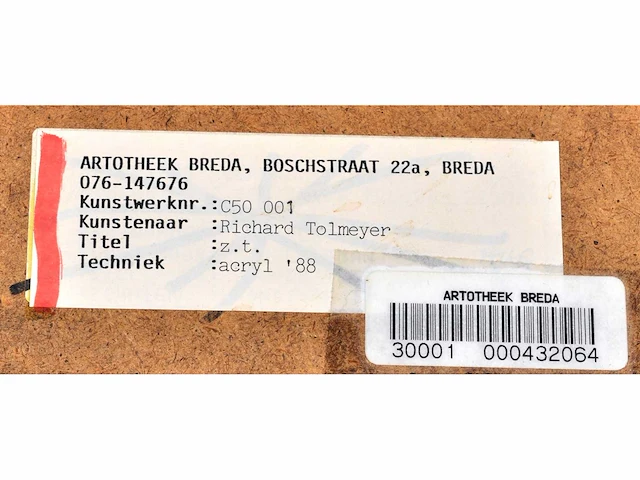 ARTOTHEEK BREDA, BOSCHSTRAAT 22a, BREDA
076-147676
Kunstwerknr.:C50 001
Kunstenaar :Richard Tolmeyer
Titel :z.t.
Techniek :acryl '88
ARTOTHEEK BREDA
30001 000432064